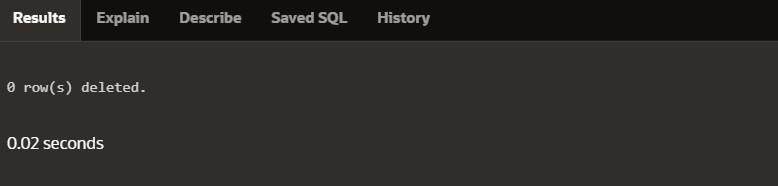 Results Explain Describe Saved SQL History
0 row(s) deleted.
0.02 seconds